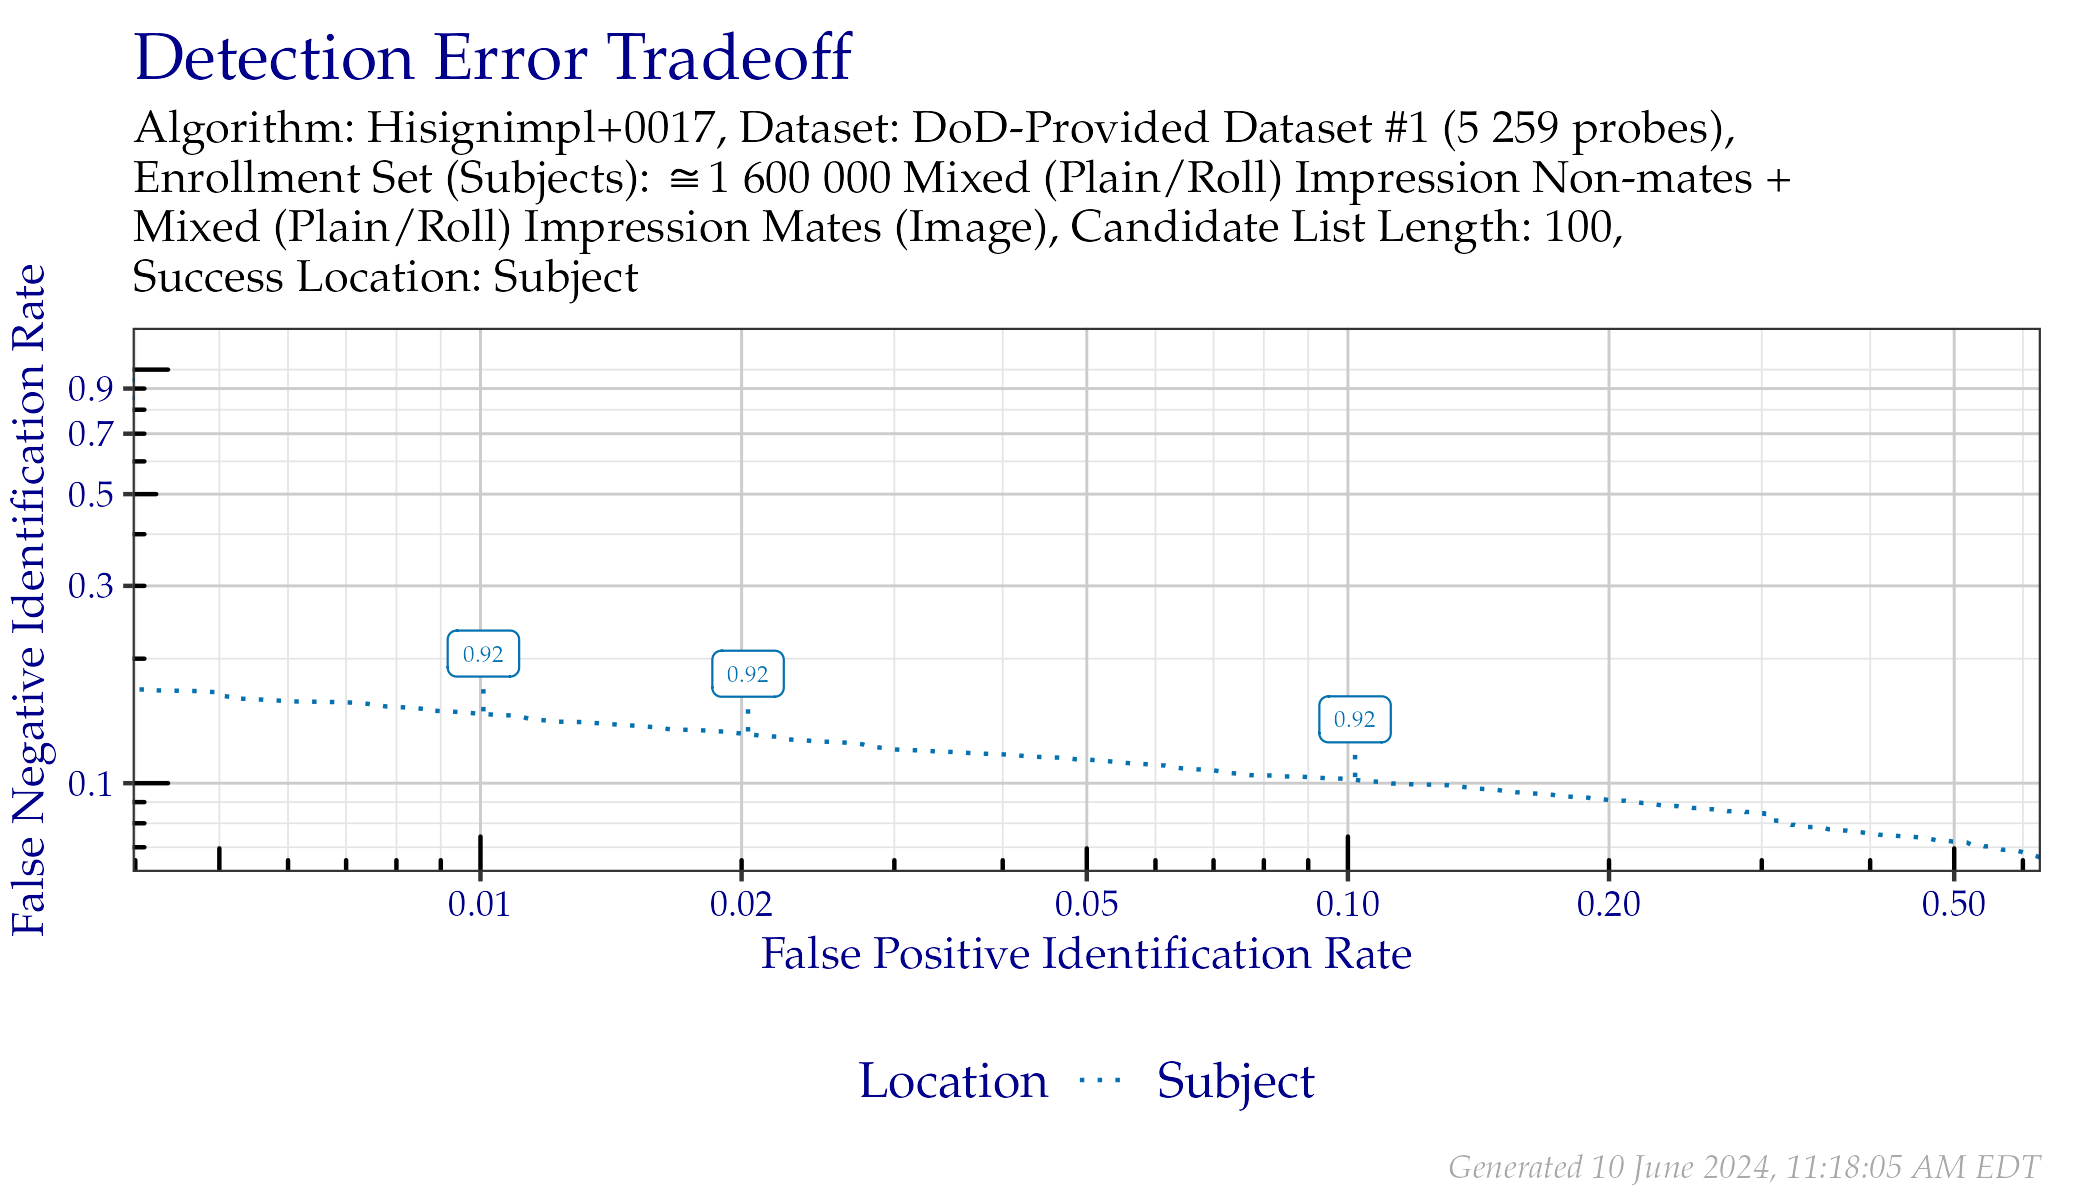 Detection Error Tradeoff
Algorithm: Hisignimpl+0017, Dataset: DoD-Provided Dataset #1 (5 259 probes),
Enrollment Set (Subjects): ≅ 1 600 000 Mixed (Plain/Roll) Impression Non-mates +
Mixed (Plain/Roll) Impression Mates (Image), Candidate List Length: 100,
Success Location: Subject
False Negative Identification Rate
0.9
0.7
0.5
0.3
0.1
0.92
0.92
0.92
0.01 0.02 0.05 0.10 0.20 0.50
False Positive Identification Rate
Location Subject
Generated 10 June 2024, 11:18:05 AM EDT